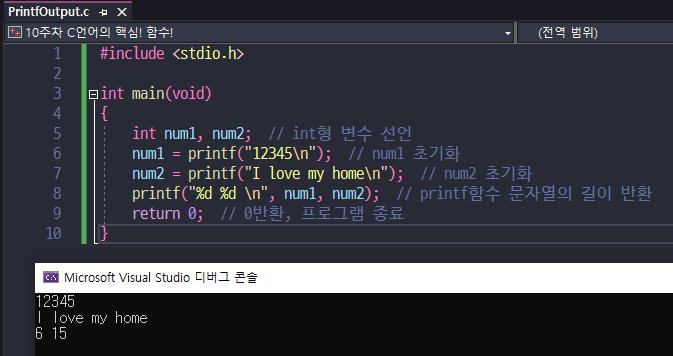 PrintfOutput.c
10주차 C언어의 핵심! 함수! (전역 범위)
1 #include <stdio.h>
2
3 int main(void)
4 {
5 int num1, num2; // int형 변수 선언
6 num1 = printf("12345\n"); // num1 초기화
7 num2 = printf("I love my home\n"); // num2 초기화
8 printf("%d %d \n", num1, num2); // printf함수 문자열의 길이 반환
9 return 0; // 0반환, 프로그램 종료
10 }
C:\ Microsoft Visual Studio 디버그 콘솔
12345
I love my home
6 15